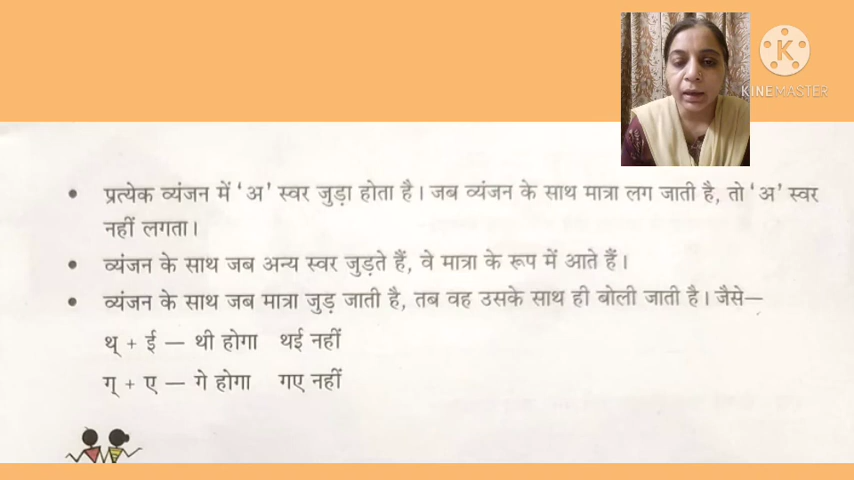 K
KINEMASTER
• प्रत्येक व्यंजन में ‘अ’ स्वर जुड़ा होता है। जब व्यंजन के साथ मात्रा लग जाती है, तो ‘अ’ स्वर
नहीं लगता।
• व्यंजन के साथ जब अन्य स्वर जुड़ते हैं, वे मात्रा के रूप में आते हैं।
• व्यंजन के साथ जब मात्रा जुड़ जाती है, तब वह उसके साथ ही बोली जाती है। जैसे—
थ् + ई — थी होगा थई नहीं
ग् + ए — गे होगा गए नहीं